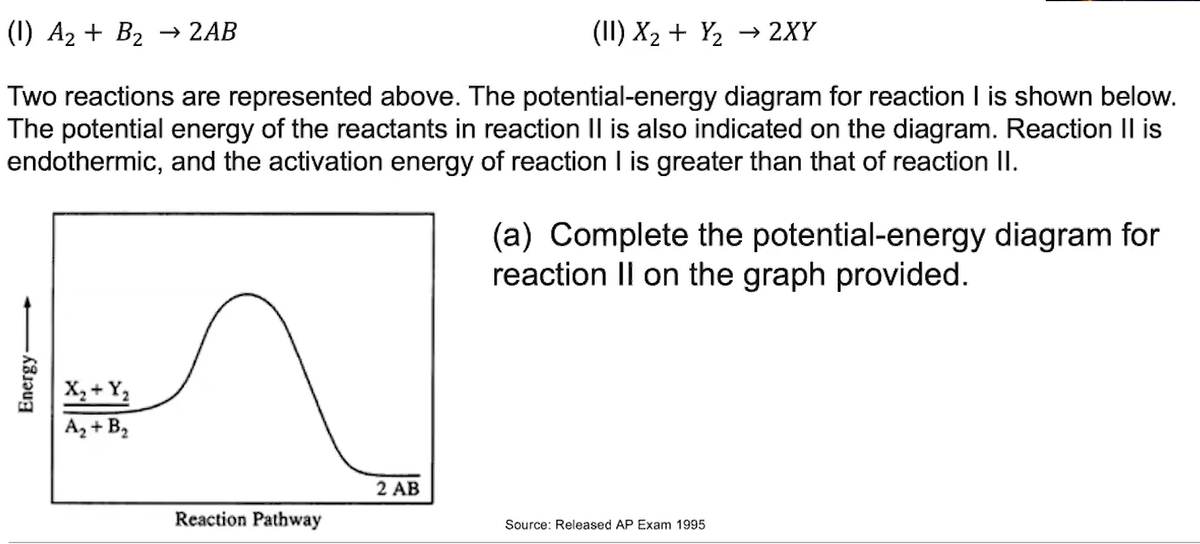 (I) A₂ + B₂ → 2AB
(II) X₂ + Y₂ → 2XY
Two reactions are represented above. The potential-energy diagram for reaction I is shown below.
The potential energy of the reactants in reaction II is also indicated on the diagram. Reaction II is
endothermic, and the activation energy of reaction I is greater than that of reaction II.
(a) Complete the potential-energy diagram for
reaction II on the graph provided.
Energy
X₂ + Y₂
A₂ + B₂
2 AB
Reaction Pathway
Source: Released AP Exam 1995